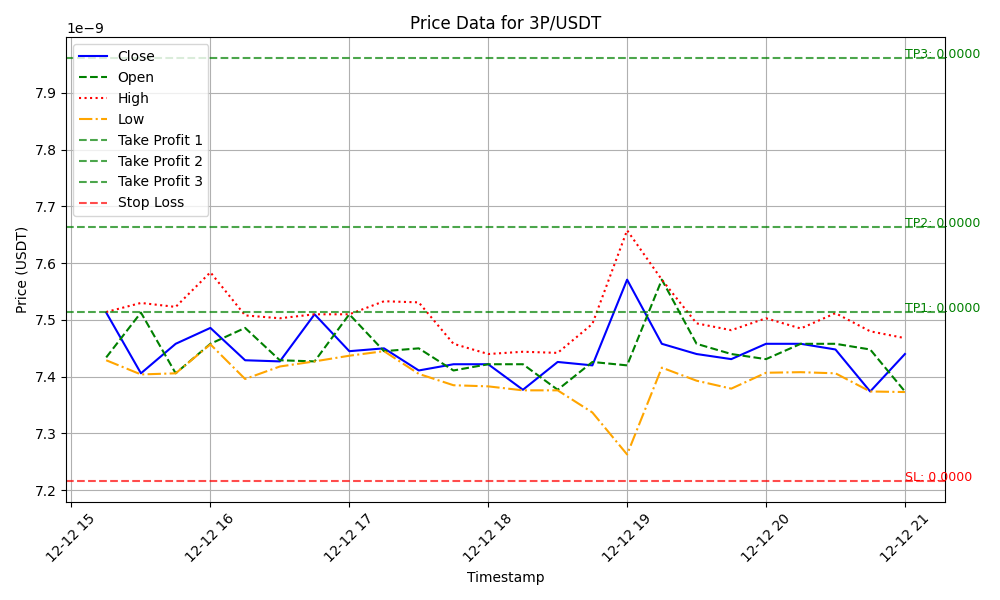 Price Data for 3P/USDT
1e−9
Close
Open
High
Low
Take Profit 1
Take Profit 2
Take Profit 3
Stop Loss
TP3: 0.0000
TP2: 0.0000
TP1: 0.0000
SL: 0.0000
Price (USDT)
7.9
7.8
7.7
7.6
7.5
7.4
7.3
7.2
12-12 15
12-12 16
12-12 17
12-12 18
12-12 19
12-12 20
12-12 21
Timestamp